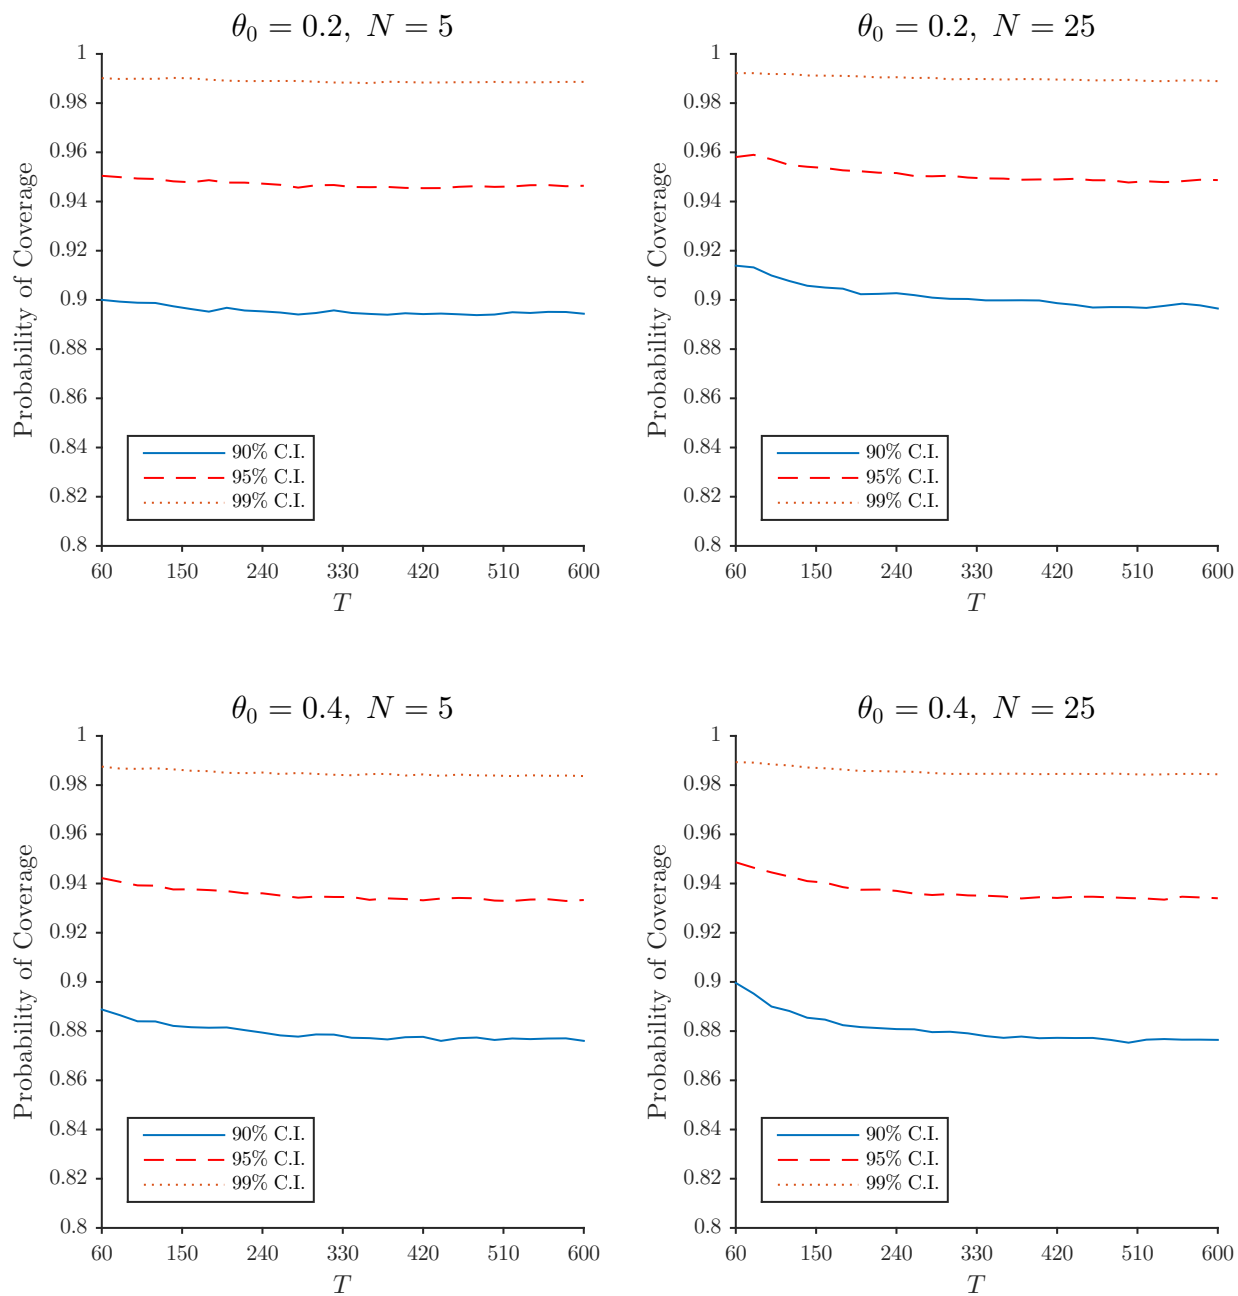 θ₀ = 0.2, N = 5
Probability of Coverage
1
0.98
0.96
0.94
0.92
0.9
0.88
0.86
0.84
0.82
0.8
90% C.I.
95% C.I.
99% C.I.
60 150 240 330 420 510 600
T
θ₀ = 0.2, N = 25
Probability of Coverage
1
0.98
0.96
0.94
0.92
0.9
0.88
0.86
0.84
0.82
0.8
90% C.I.
95% C.I.
99% C.I.
60 150 240 330 420 510 600
T
θ₀ = 0.4, N = 5
Probability of Coverage
1
0.98
0.96
0.94
0.92
0.9
0.88
0.86
0.84
0.82
0.8
90% C.I.
95% C.I.
99% C.I.
60 150 240 330 420 510 600
T
θ₀ = 0.4, N = 25
Probability of Coverage
1
0.98
0.96
0.94
0.92
0.9
0.88
0.86
0.84
0.82
0.8
90% C.I.
95% C.I.
99% C.I.
60 150 240 330 420 510 600
T